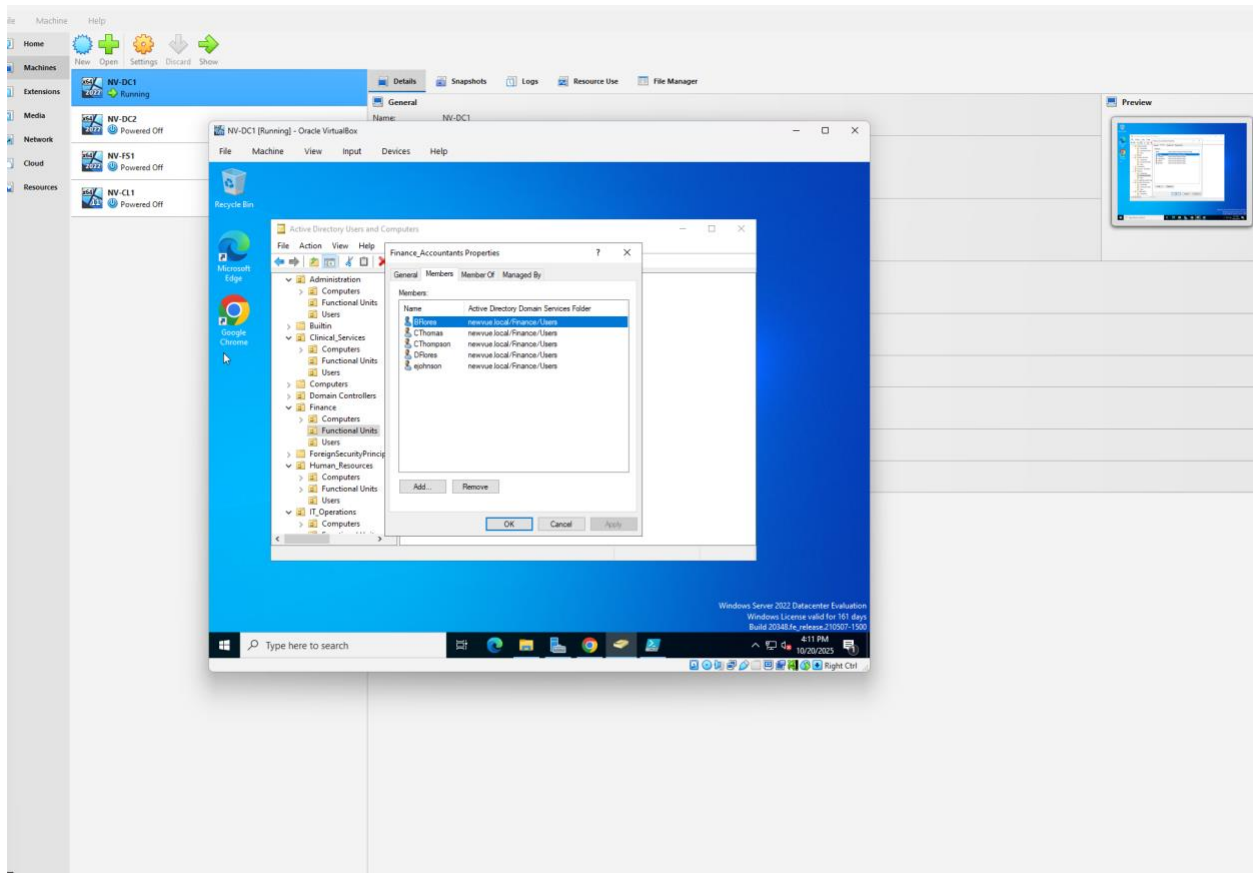 Machine Help
Home
New Open Settings Discard Show
Machines
NV-DC1
Running
Extensions
Media
NV-DC2
Powered Off
Network
NV-FS1
Powered Off
Cloud
Resources
NV-CL1
Powered Off
Details Snapshots Logs Resource Use File Manager
General
Name: NV-DC1
Preview
NV-DC1 [Running] - Oracle VirtualBox
File Machine View Input Devices Help
Recycle Bin
Microsoft
Edge
Google
Chrome
Active Directory Users and Computers
File Action View Help
Administration
Computers
Functional Units
Users
Builtin
Clinical_Services
Computers
Functional Units
Users
Computers
Domain Controllers
Finance
Computers
Functional Units
Users
ForeignSecurityPrincip
Human_Resources
Computers
Functional Units
Users
IT_Operations
Computers
Finance_Accountants Properties
General Members Member Of Managed By
Members:
Name Active Directory Domain Services Folder
BFlores newvue.local/Finance/Users
CThomas newvue.local/Finance/Users
CThompson newvue.local/Finance/Users
DFlores newvue.local/Finance/Users
ejohnson newvue.local/Finance/Users
Add... Remove
OK Cancel Apply
Windows Server 2022 Datacenter Evaluation
Windows License valid for 161 days
Build 20348.fe_release.210507-1500
Type here to search
4:11 PM
10/20/2025
Right Ctrl